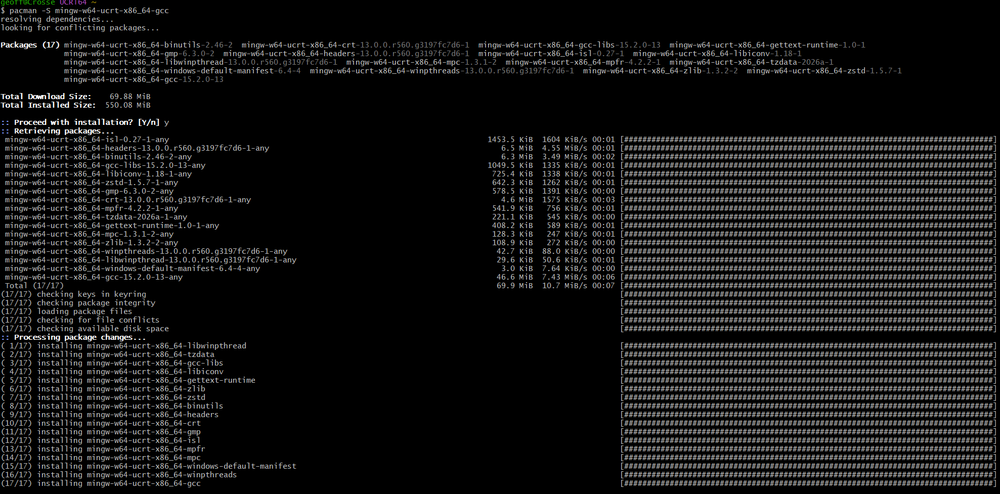 geoff@Crosse UCRT64 ~
$ pacman -S mingw-w64-ucrt-x86_64-gcc
resolving dependencies...
looking for conflicting packages...
Packages (17) mingw-w64-ucrt-x86_64-binutils-2.46-2 mingw-w64-ucrt-x86_64-crt-13.0.0.r560.g3197fc7d6-1 mingw-w64-ucrt-x86_64-gcc-libs-15.2.0-13 mingw-w64-ucrt-x86_64-gettext-runtime-1.0-1
mingw-w64-ucrt-x86_64-gmp-6.3.0-2 mingw-w64-ucrt-x86_64-headers-13.0.0.r560.g3197fc7d6-1 mingw-w64-ucrt-x86_64-isl-0.27-1 mingw-w64-ucrt-x86_64-libiconv-1.18-1
mingw-w64-ucrt-x86_64-libwinpthread-13.0.0.r560.g3197fc7d6-1 mingw-w64-ucrt-x86_64-mpc-1.3.1-2 mingw-w64-ucrt-x86_64-mpfr-4.2.2-1 mingw-w64-ucrt-x86_64-tzdata-2026a-1
mingw-w64-ucrt-x86_64-windows-default-manifest-6.4-4 mingw-w64-ucrt-x86_64-winpthreads-13.0.0.r560.g3197fc7d6-1 mingw-w64-ucrt-x86_64-zlib-1.3.2-2 mingw-w64-ucrt-x86_64-zstd-1.5.7-1
mingw-w64-ucrt-x86_64-gcc-15.2.0-13
Total Download Size: 69.88 MiB
Total Installed Size: 550.08 MiB
:: Proceed with installation? [Y/n] y
:: Retrieving packages...
mingw-w64-ucrt-x86_64-isl-0.27-1-any 1453.5 KiB 1604 KiB/s 00:01 [#################################################################################]
mingw-w64-ucrt-x86_64-headers-13.0.0.r560.g3197fc7d6-1-any 6.5 MiB 4.55 MiB/s 00:01 [#################################################################################]
mingw-w64-ucrt-x86_64-binutils-2.46-2-any 6.3 MiB 3.49 MiB/s 00:02 [#################################################################################]
mingw-w64-ucrt-x86_64-gcc-libs-15.2.0-13-any 1049.5 KiB 1335 KiB/s 00:01 [#################################################################################]
mingw-w64-ucrt-x86_64-libiconv-1.18-1-any 725.4 KiB 1338 KiB/s 00:01 [#################################################################################]
mingw-w64-ucrt-x86_64-zstd-1.5.7-1-any 642.3 KiB 1262 KiB/s 00:01 [#################################################################################]
mingw-w64-ucrt-x86_64-gmp-6.3.0-2-any 578.5 KiB 1391 KiB/s 00:00 [#################################################################################]
mingw-w64-ucrt-x86_64-crt-13.0.0.r560.g3197fc7d6-1-any 4.6 MiB 1575 KiB/s 00:03 [#################################################################################]
mingw-w64-ucrt-x86_64-mpfr-4.2.2-1-any 541.9 KiB 756 KiB/s 00:01 [#################################################################################]
mingw-w64-ucrt-x86_64-tzdata-2026a-1-any 221.1 KiB 545 KiB/s 00:00 [#################################################################################]
mingw-w64-ucrt-x86_64-gettext-runtime-1.0-1-any 408.2 KiB 589 KiB/s 00:01 [#################################################################################]
mingw-w64-ucrt-x86_64-mpc-1.3.1-2-any 128.3 KiB 247 KiB/s 00:01 [#################################################################################]
mingw-w64-ucrt-x86_64-zlib-1.3.2-2-any 108.9 KiB 272 KiB/s 00:00 [#################################################################################]
mingw-w64-ucrt-x86_64-winpthreads-13.0.0.r560.g3197fc7d6-1-any 42.7 KiB 88.0 KiB/s 00:00 [#################################################################################]
mingw-w64-ucrt-x86_64-libwinpthread-13.0.0.r560.g3197fc7d6-1-any 29.6 KiB 50.6 KiB/s 00:01 [#################################################################################]
mingw-w64-ucrt-x86_64-windows-default-manifest-6.4-4-any 3.0 KiB 7.64 KiB/s 00:00 [#################################################################################]
mingw-w64-ucrt-x86_64-gcc-15.2.0-13-any 46.6 MiB 7.43 MiB/s 00:06 [#################################################################################]
Total (17/17) 69.9 MiB 10.7 MiB/s 00:07 [#################################################################################]
(17/17) checking keys in keyring [#################################################################################]
(17/17) checking package integrity [#################################################################################]
(17/17) loading package files [#################################################################################]
(17/17) checking for file conflicts [#################################################################################]
(17/17) checking available disk space [#################################################################################]
:: Processing package changes...
( 1/17) installing mingw-w64-ucrt-x86_64-libwinpthread [#################################################################################]
( 2/17) installing mingw-w64-ucrt-x86_64-tzdata [#################################################################################]
( 3/17) installing mingw-w64-ucrt-x86_64-gcc-libs [#################################################################################]
( 4/17) installing mingw-w64-ucrt-x86_64-libiconv [#################################################################################]
( 5/17) installing mingw-w64-ucrt-x86_64-gettext-runtime [#################################################################################]
( 6/17) installing mingw-w64-ucrt-x86_64-zlib [#################################################################################]
( 7/17) installing mingw-w64-ucrt-x86_64-zstd [#################################################################################]
( 8/17) installing mingw-w64-ucrt-x86_64-binutils [#################################################################################]
( 9/17) installing mingw-w64-ucrt-x86_64-headers [#################################################################################]
(10/17) installing mingw-w64-ucrt-x86_64-crt [#################################################################################]
(11/17) installing mingw-w64-ucrt-x86_64-gmp [#################################################################################]
(12/17) installing mingw-w64-ucrt-x86_64-isl [#################################################################################]
(13/17) installing mingw-w64-ucrt-x86_64-mpfr [#################################################################################]
(14/17) installing mingw-w64-ucrt-x86_64-mpc [#################################################################################]
(15/17) installing mingw-w64-ucrt-x86_64-windows-default-manifest [#################################################################################]
(16/17) installing mingw-w64-ucrt-x86_64-winpthreads [#################################################################################]
(17/17) installing mingw-w64-ucrt-x86_64-gcc [#################################################################################]